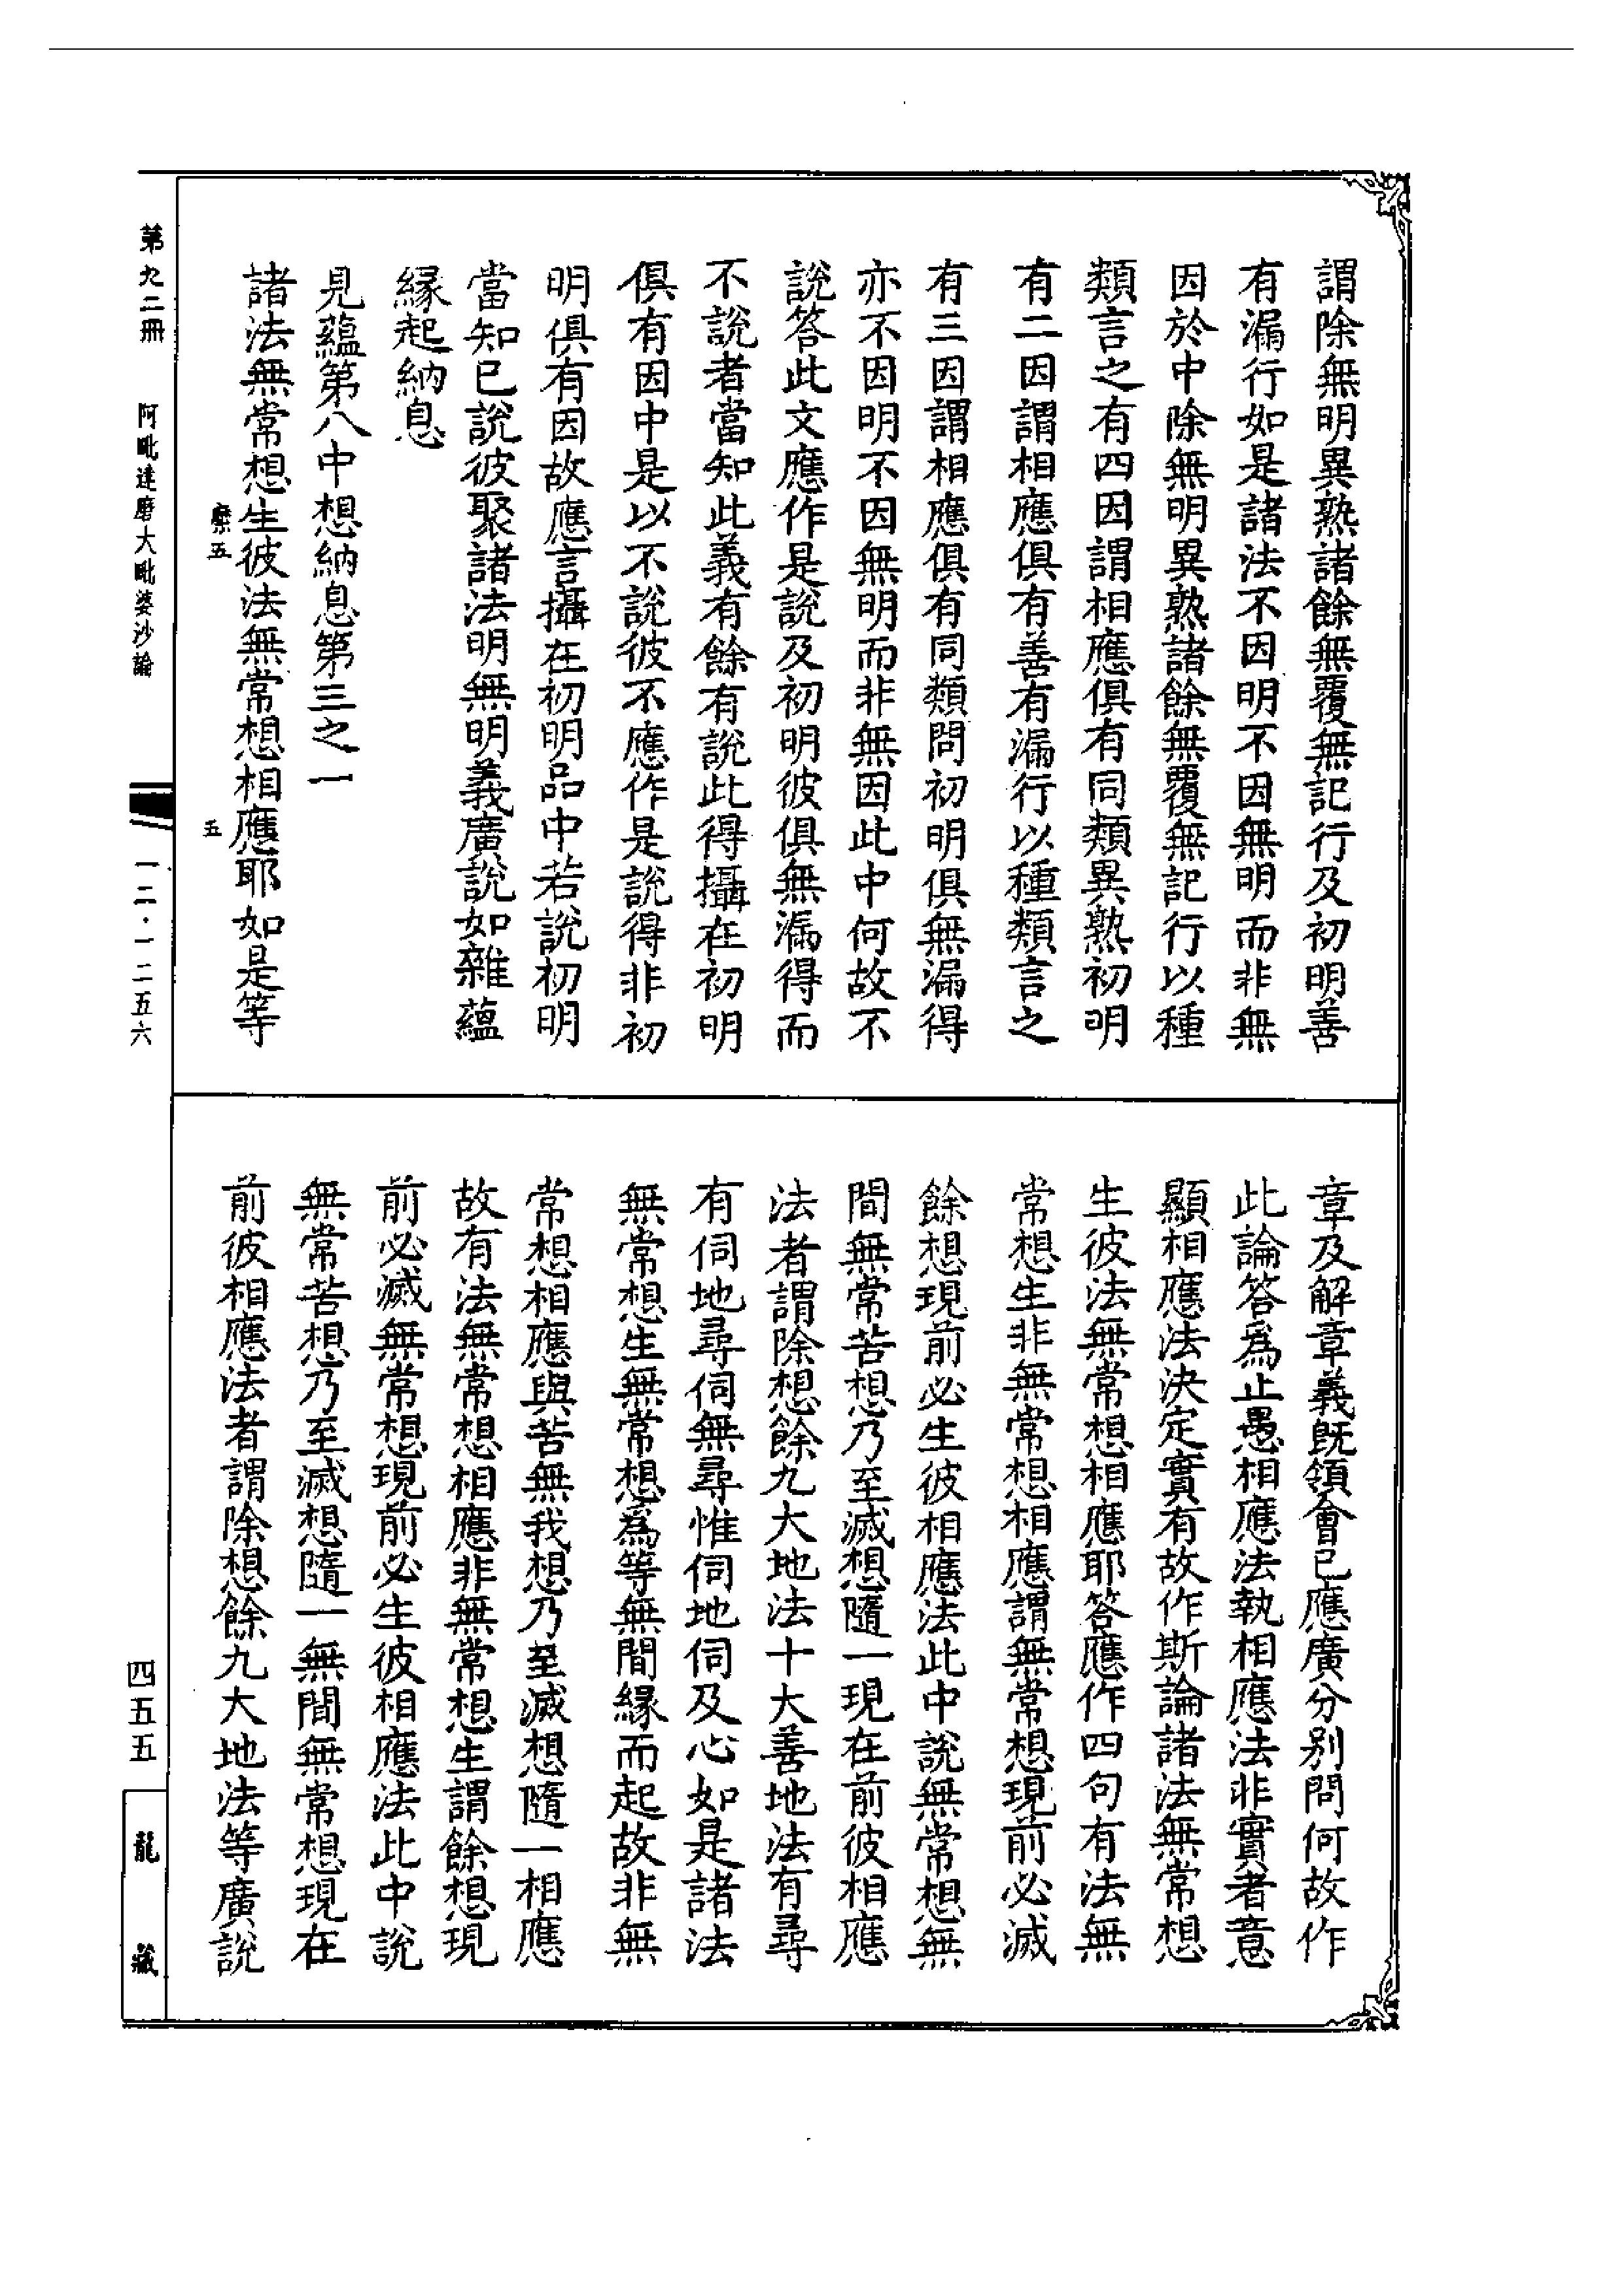 謂除無明異熟諸餘無覆無記行及初明善
有漏行如是諸法不因明不因無明而非無
因於中除無明異熟諸餘無覆無記行以種
類言之有四因謂相應俱有同類異熟初明
有二因謂相應俱有善有漏行以種類言之
有三因謂相應俱有同類問初明俱無漏得
亦不因明不因無明而非無因此中何故不
說答此文應作是說及初明彼俱無漏得而
不說者當知此義有餘有說此得攝在初明
俱有因中是以不說彼不應作是說得非初
明俱有因故應言攝在初明品中若說初明
當知已說彼聚諸法明無明義廣說如雜蘊
緣起納息
見蘊第八中想納息第三之一
諸法無常想生彼法無常想相應耶如是等
縻五
五
章及解章義既領會已應廣分別問何故作
此論答為止愚相應法執相應法非實者意
顯相應法決定實有故作斯論諸法無常想
生彼法無常想相應耶答應作四句有法無
常想生非無常想相應謂無常想現前必滅
餘想現前必生彼相應法此中說無常想無
間無常苦想乃至滅想隨一現在前彼相應
法者謂除想餘九大地法十大善地法有尋
有伺地尋伺無尋惟伺地伺及心如是諸法
無常想生無常想為等無間緣而起故非無
常想相應與苦無我想乃至滅想隨一相應
故有法無常想相應非無常想生謂餘想現
前必滅無常想現前必生彼相應法此中說
無常苦想乃至滅想隨一無間無常想現在
前彼相應法者謂除想餘九大地法等廣說
第九二冊
阿毗達磨大毗婆沙論
一二·一二五六
四五五
龍藏